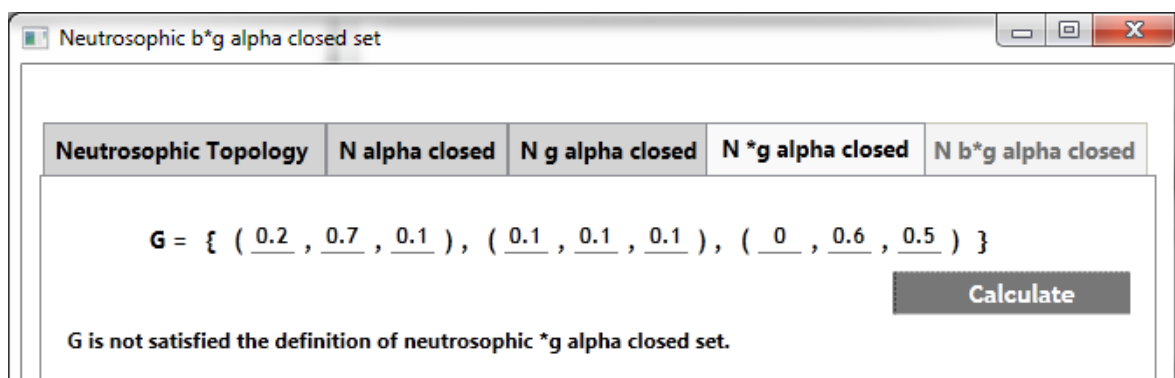 Neutrosophic b*g alpha closed set
Neutrosophic Topology N alpha closed N g alpha closed N *g alpha closed N b*g alpha closed
G = { ( 0.2 , 0.7 , 0.1 ) , ( 0.1 , 0.1 , 0.1 ) , ( 0 , 0.6 , 0.5 ) }
Calculate
G is not satisfied the definition of neutrosophic *g alpha closed set.